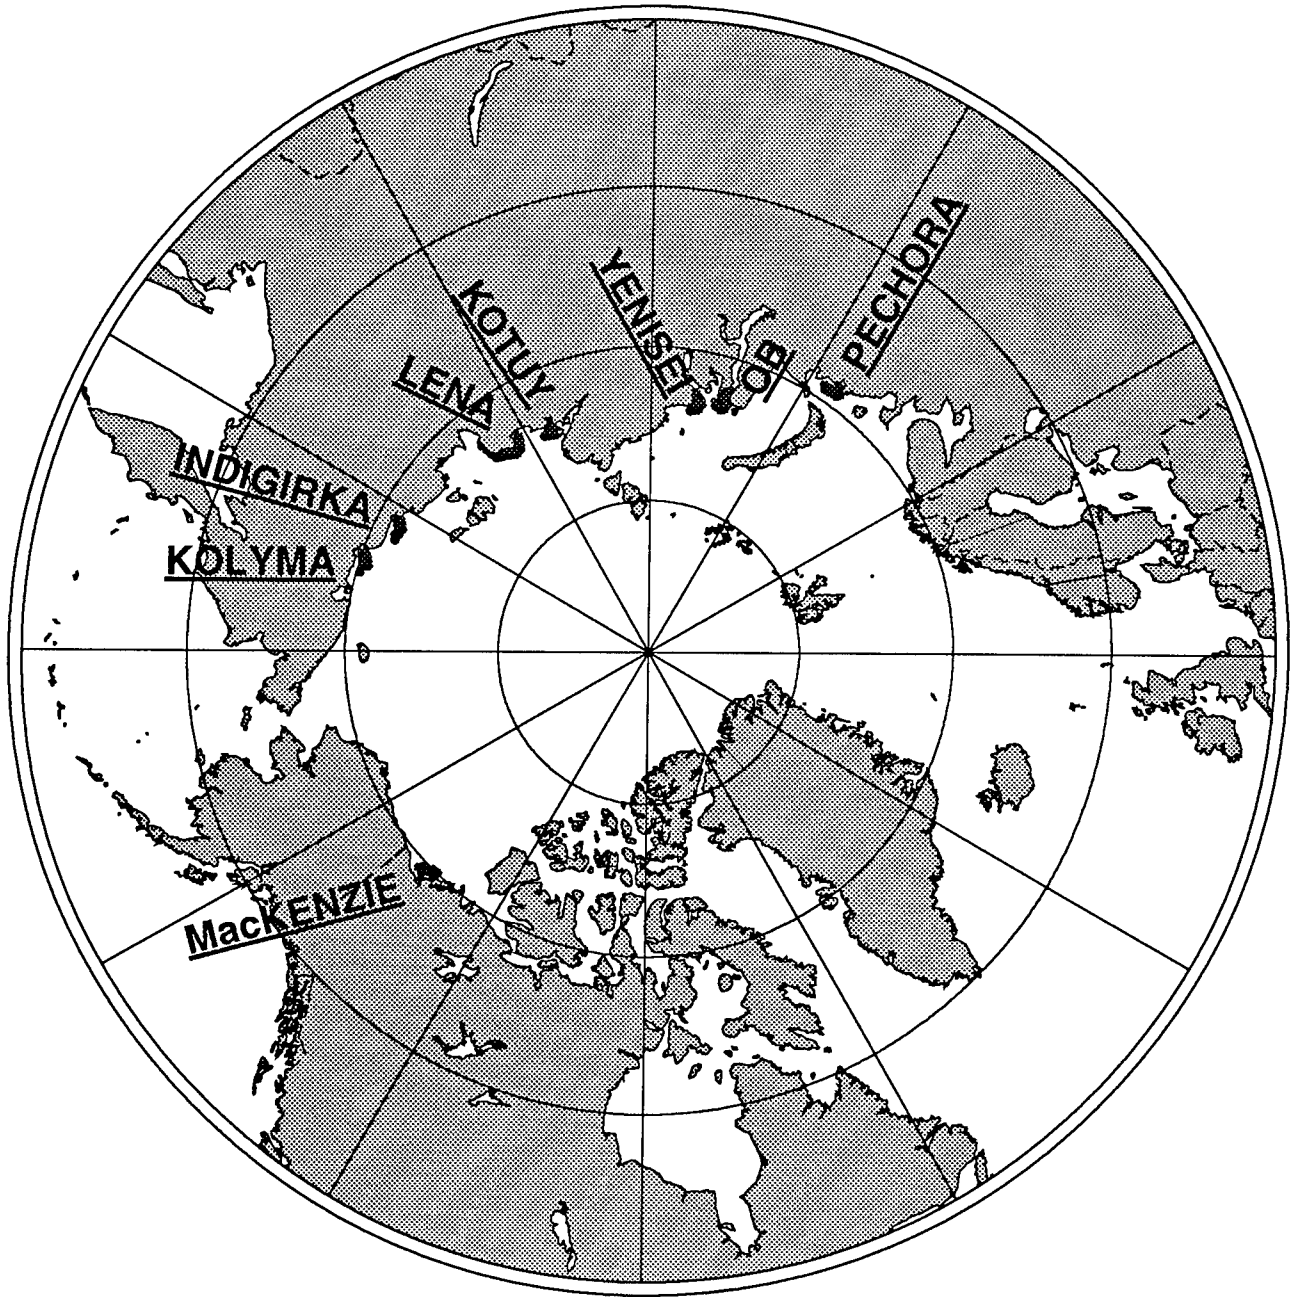 PECHORA
YENISEI
KOTUY
OB
LENA
INDIGIRKA
KOLYMA
MacKENZIE